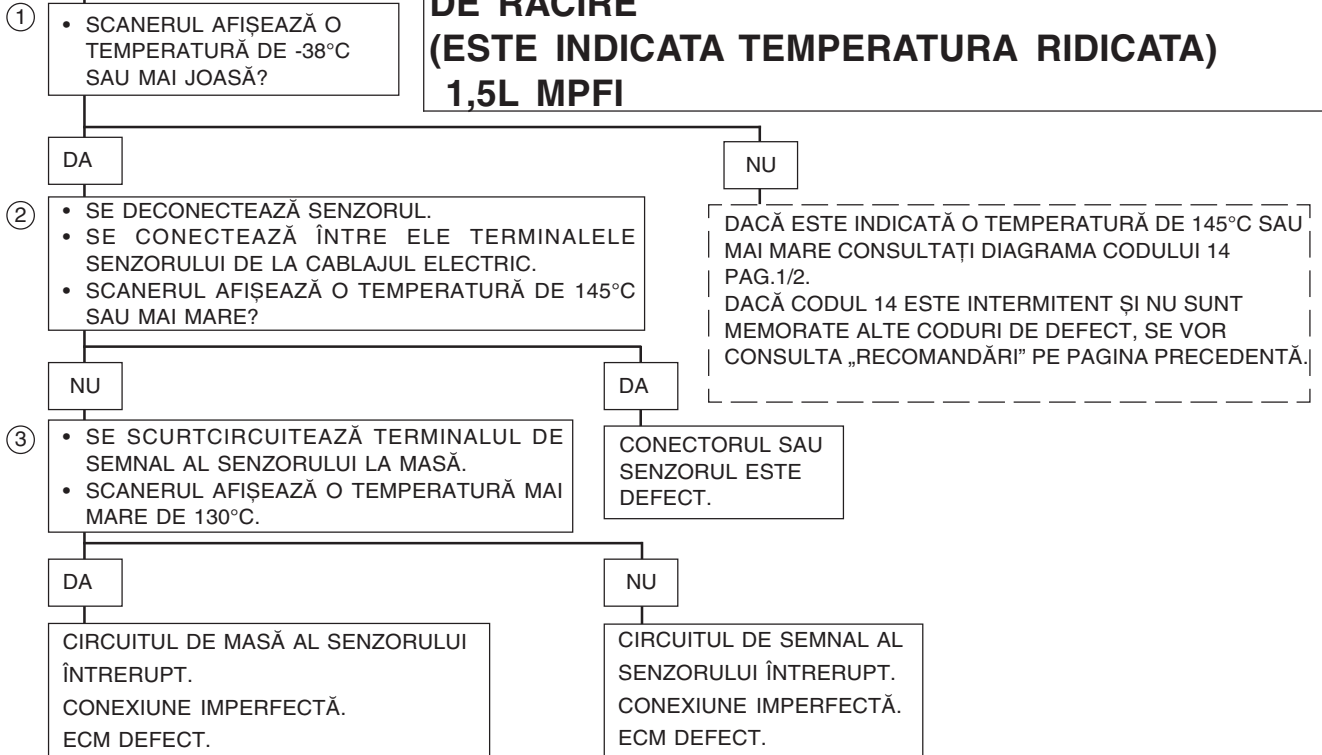 DE RACIRE
(ESTE INDICATA TEMPERATURA RIDICATA)
1,5L MPFI
1
• SCANERUL AFIȘEAZĂ O
TEMPERATURĂ DE -38°C
SAU MAI JOASĂ?
DA
NU
2
• SE DECONECTEAZĂ SENZORUL.
• SE CONECTEAZĂ ÎNTRE ELE TERMINALELE
SENZORULUI DE LA CABLAJUL ELECTRIC.
• SCANERUL AFIȘEAZĂ O TEMPERATURĂ DE 145°C
SAU MAI MARE?
DACĂ ESTE INDICATĂ O TEMPERATURĂ DE 145°C SAU
MAI MARE CONSULTAȚI DIAGRAMA CODULUI 14
PAG.1/2.
DACĂ CODUL 14 ESTE INTERMITENT ȘI NU SUNT
MEMORATE ALTE CODURI DE DEFECT, SE VOR
CONSULTA „RECOMANDĂRI” PE PAGINA PRECEDENTĂ.
NU
DA
3
• SE SCURTCIRCUITEAZĂ TERMINALUL DE
SEMNAL AL SENZORULUI LA MASĂ.
• SCANERUL AFIȘEAZĂ O TEMPERATURĂ MAI
MARE DE 130°C.
CONECTORUL SAU
SENZORUL ESTE
DEFECT.
DA
NU
CIRCUITUL DE MASĂ AL SENZORULUI
ÎNTRERUPT.
CONEXIUNE IMPERFECTĂ.
ECM DEFECT.
CIRCUITUL DE SEMNAL AL
SENZORULUI ÎNTRERUPT.
CONEXIUNE IMPERFECTĂ.
ECM DEFECT.